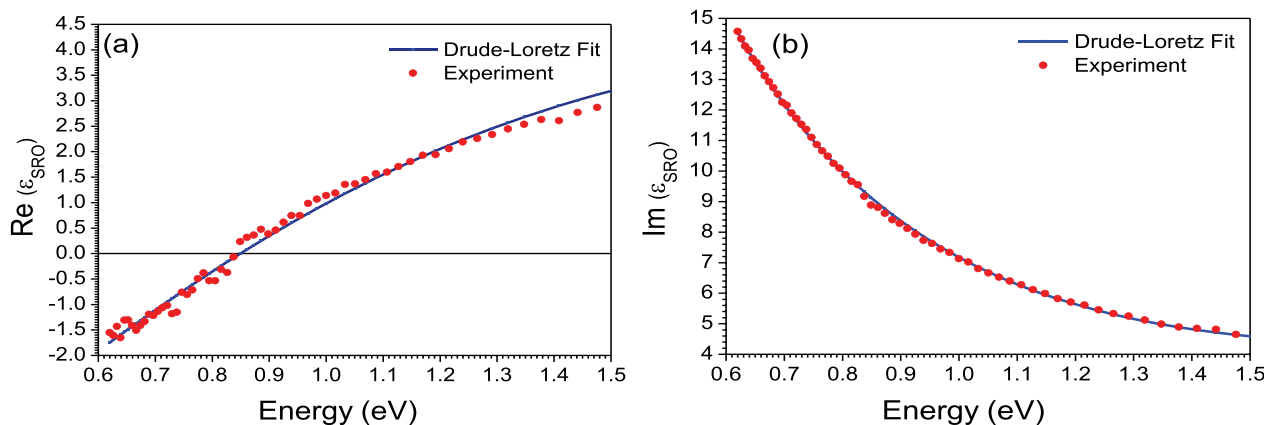 (a)
Drude-Loretz Fit
Experiment
Re (εSRO)
4.5
4.0
3.5
3.0
2.5
2.0
1.5
1.0
0.5
0.0
-0.5
-1.0
-1.5
-2.0
0.6 0.7 0.8 0.9 1.0 1.1 1.2 1.3 1.4 1.5
Energy (eV)
(b)
Drude-Loretz Fit
Experiment
Im (εSRO)
15
14
13
12
11
10
9
8
7
6
5
4
0.6 0.7 0.8 0.9 1.0 1.1 1.2 1.3 1.4 1.5
Energy (eV)